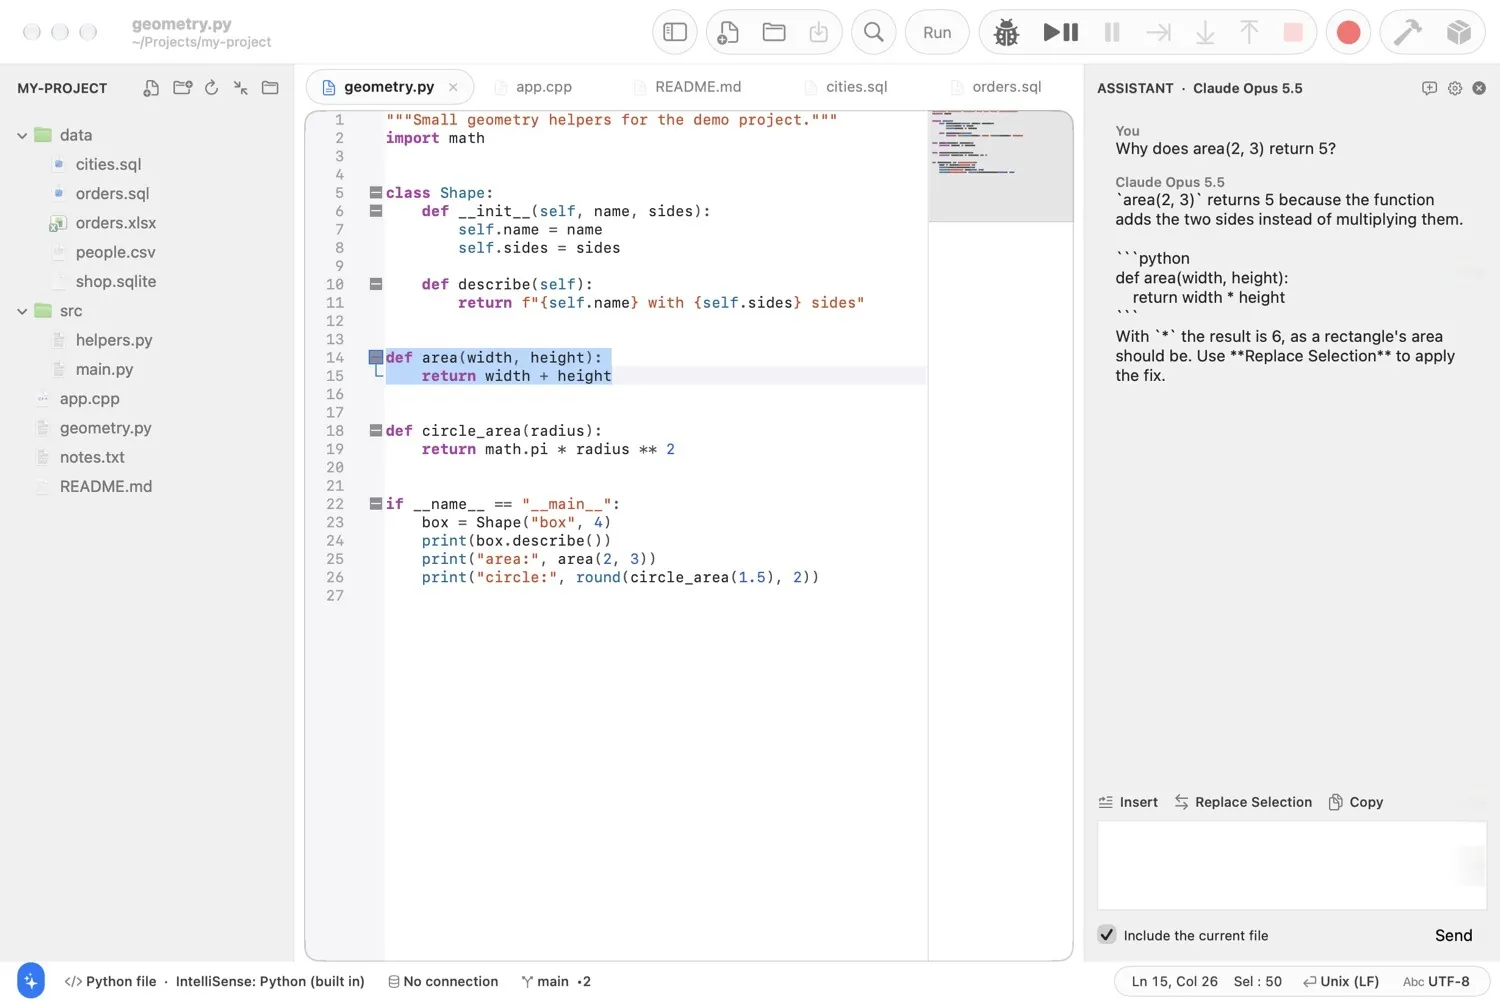 geometry.py
~/Projects/my-project
Run
MY-PROJECT
data
cities.sql
orders.sql
orders.xlsx
people.csv
shop.sqlite
src
helpers.py
main.py
app.cpp
geometry.py
notes.txt
README.md
geometry.py
app.cpp
README.md
cities.sql
orders.sql
1 """Small geometry helpers for the demo project."""
2 import math
3
4
5 class Shape:
6 def __init__(self, name, sides):
7 self.name = name
8 self.sides = sides
9
10 def describe(self):
11 return f"{self.name} with {self.sides} sides"
12
13
14 def area(width, height):
15 return width + height
16
17
18 def circle_area(radius):
19 return math.pi * radius ** 2
20
21
22 if __name__ == "__main__":
23 box = Shape("box", 4)
24 print(box.describe())
25 print("area:", area(2, 3))
26 print("circle:", round(circle_area(1.5), 2))
27
ASSISTANT · Claude Opus 5.5
You
Why does area(2, 3) return 5?
Claude Opus 5.5
`area(2, 3)` returns 5 because the function
adds the two sides instead of multiplying them.
```python
def area(width, height):
return width * height
```
With `*` the result is 6, as a rectangle's area
should be. Use **Replace Selection** to apply
the fix.
Insert
Replace Selection
Copy
Include the current file
Send
</> Python file · IntelliSense: Python (built in)
No connection
main •2
Ln 15, Col 26
Sel : 50
Unix (LF)
Abc UTF-8